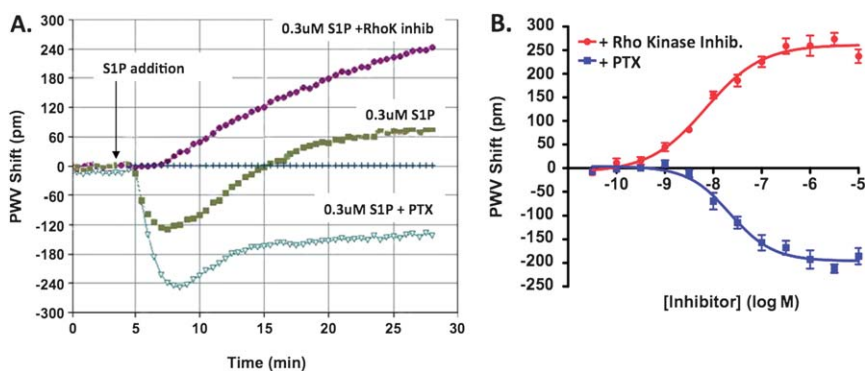 A.
0.3uM S1P +RhoK inhib
S1P addition
0.3uM S1P
0.3uM S1P + PTX
PWV Shift (pm)
300
240
180
120
60
0
-60
-120
-180
-240
-300
0 5 10 15 20 25 30
Time (min)
B.
+ Rho Kinase Inhib.
+ PTX
PWV Shift (pm)
300
250
200
150
100
50
0
-50
-100
-150
-200
-250
-10 -9 -8 -7 -6 -5
[Inhibitor] (log M)